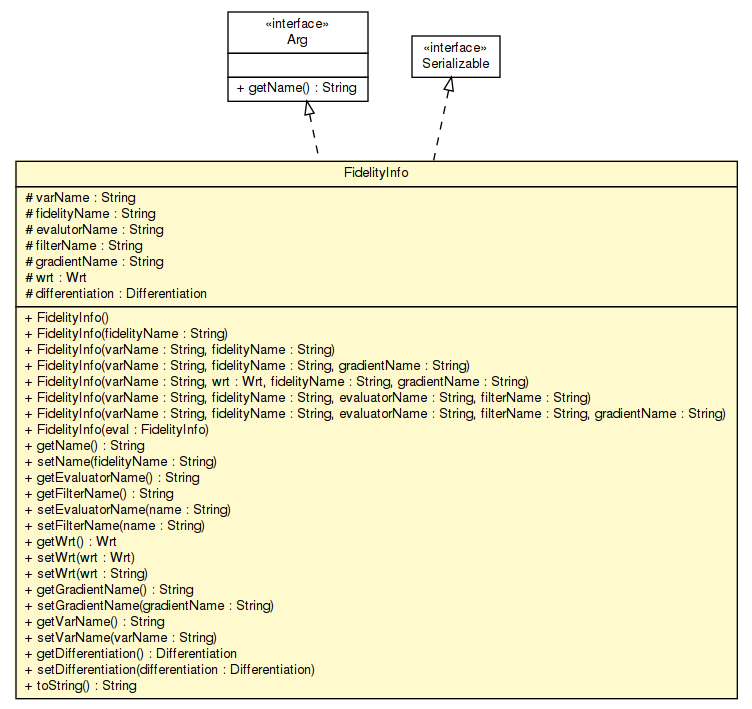 «interface»
Arg
+ getName() : String
«interface»
Serializable
FidelityInfo
# varName : String
# fidelityName : String
# evalutorName : String
# filterName : String
# gradientName : String
# wrt : Wrt
# differentiation : Differentiation
+ FidelityInfo()
+ FidelityInfo(fidelityName : String)
+ FidelityInfo(varName : String, fidelityName : String)
+ FidelityInfo(varName : String, fidelityName : String, gradientName : String)
+ FidelityInfo(varName : String, wrt : Wrt, fidelityName : String, gradientName : String)
+ FidelityInfo(varName : String, fidelityName : String, evaluatorName : String, filterName : String)
+ FidelityInfo(varName : String, fidelityName : String, evaluatorName : String, filterName : String, gradientName : String)
+ FidelityInfo(eval : FidelityInfo)
+ getName() : String
+ setName(fidelityName : String)
+ getEvaluatorName() : String
+ getFilterName() : String
+ setEvaluatorName(name : String)
+ setFilterName(name : String)
+ getWrt() : Wrt
+ setWrt(wrt : Wrt)
+ setWrt(wrt : String)
+ getGradientName() : String
+ setGradientName(gradientName : String)
+ getVarName() : String
+ setVarName(varName : String)
+ getDifferentiation() : Differentiation
+ setDifferentiation(differentiation : Differentiation)
+ toString() : String